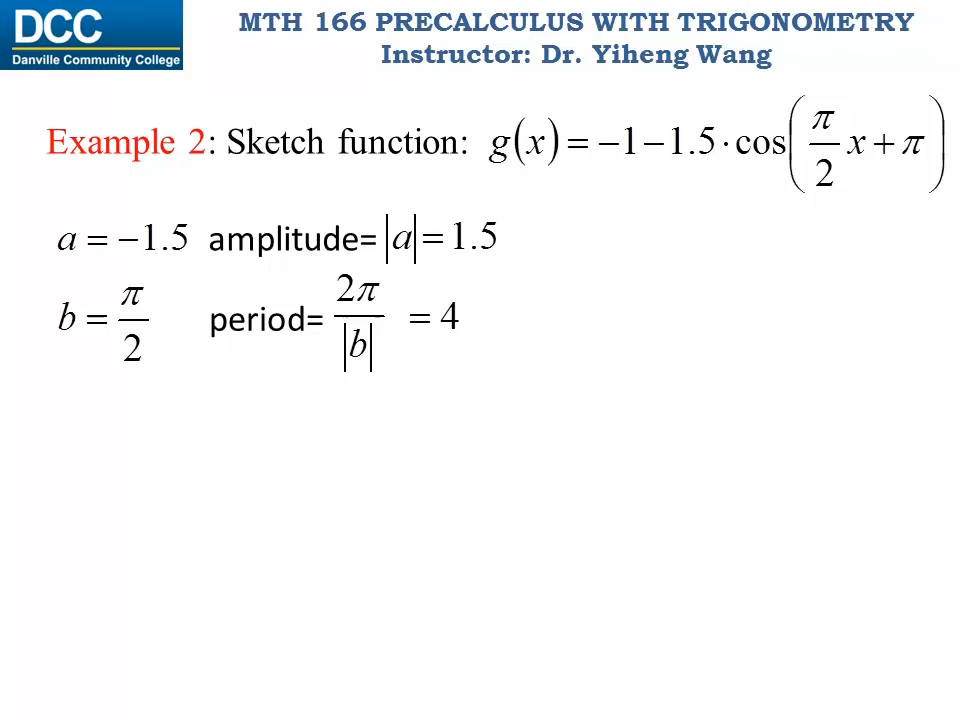 DCC
Danville Community College
MTH 166 PRECALCULUS WITH TRIGONOMETRY
Instructor: Dr. Yiheng Wang
Example 2: Sketch function: g(x) = −1 − 1.5 · cos(π/2 x + π)
a = −1.5 amplitude= |a| = 1.5
b = π/2 period= 2π/|b| = 4